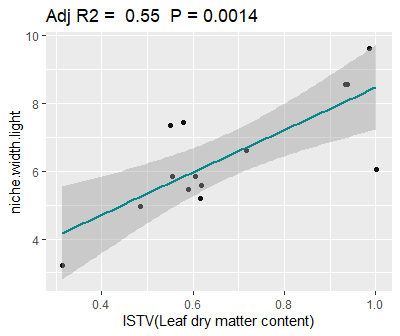 Adj R2 =  0.55  P = 0.0014
10
8
6
4
niche.width.light
0.4 0.6 0.8 1.0
ISTV(Leaf dry matter content)